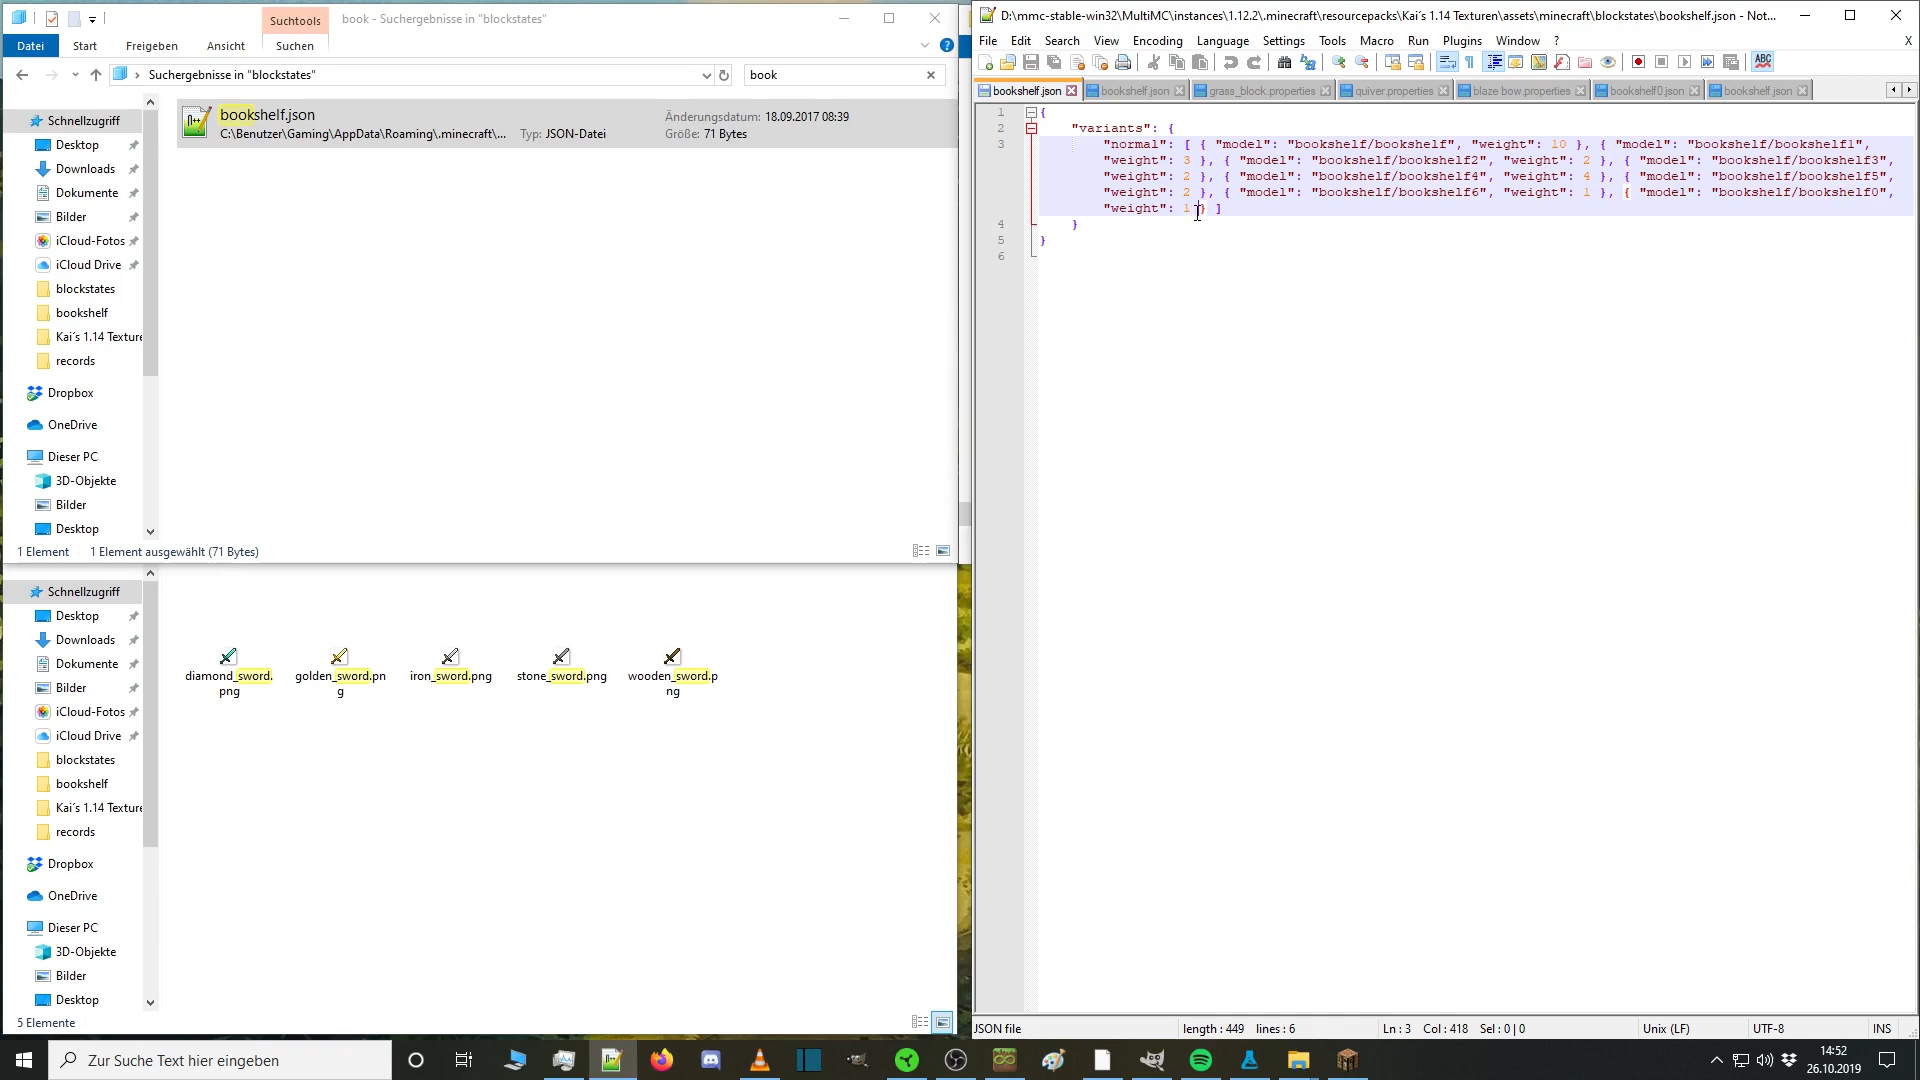 Suchtools
book - Suchergebnisse in "blockstates"
Datei
Start
Freigeben
Ansicht
Suchen
Suchergebnisse in "blockstates"
book
Schnellzugriff
Desktop
Downloads
Dokumente
Bilder
iCloud-Fotos
iCloud Drive
blockstates
bookshelf
Kai´s 1.14 Texture
records
Dropbox
OneDrive
Dieser PC
3D-Objekte
Bilder
Desktop
bookshelf.json
C:\Benutzer\Gaming\AppData\Roaming\.minecraft\...
Typ: JSON-Datei
Änderungsdatum: 18.09.2017 08:39
Größe: 71 Bytes
1 Element
1 Element ausgewählt (71 Bytes)
Schnellzugriff
Desktop
Downloads
Dokumente
Bilder
iCloud-Fotos
iCloud Drive
blockstates
bookshelf
Kai´s 1.14 Texture
records
Dropbox
OneDrive
Dieser PC
3D-Objekte
Bilder
Desktop
diamond_sword.
png
golden_sword.pn
g
iron_sword.png
stone_sword.png
wooden_sword.p
ng
5 Elemente
D:\mmc-stable-win32\MultiMC\instances\1.12.2\.minecraft\resourcepacks\Kai´s 1.14 Texturen\assets\minecraft\blockstates\bookshelf.json - Not...
File Edit Search View Encoding Language Settings Tools Macro Run Plugins Window ?
X
bookshelf.json
bookshelf.json
grass_block.properties
quiver.properties
blaze bow.properties
bookshelf0.json
bookshelf.json
1 {
2 "variants": {
3 "normal": [ { "model": "bookshelf/bookshelf", "weight": 10 }, { "model": "bookshelf/bookshelf1",
"weight": 3 }, { "model": "bookshelf/bookshelf2", "weight": 2 }, { "model": "bookshelf/bookshelf3",
"weight": 2 }, { "model": "bookshelf/bookshelf4", "weight": 4 }, { "model": "bookshelf/bookshelf5",
"weight": 2 }, { "model": "bookshelf/bookshelf6", "weight": 1 }, { "model": "bookshelf/bookshelf0",
"weight": 1 } ]
4 }
5 }
6
JSON file
length : 449 lines : 6
Ln : 3 Col : 418 Sel : 0 | 0
Unix (LF)
UTF-8
INS
Zur Suche Text hier eingeben
14:52
26.10.2019